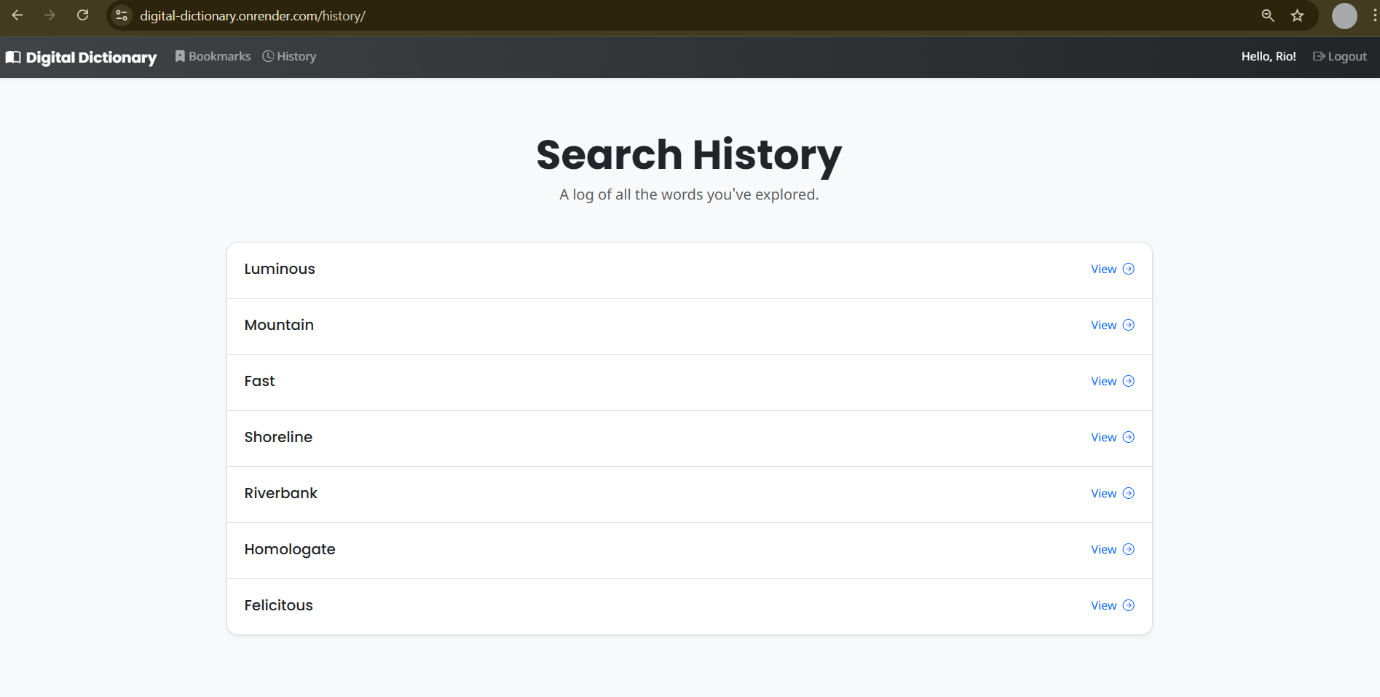 digital-dictionary.onrender.com/history/
Digital Dictionary Bookmarks History Hello, Rio! Logout
Search History
A log of all the words you've explored.
Luminous View
Mountain View
Fast View
Shoreline View
Riverbank View
Homologate View
Felicitous View